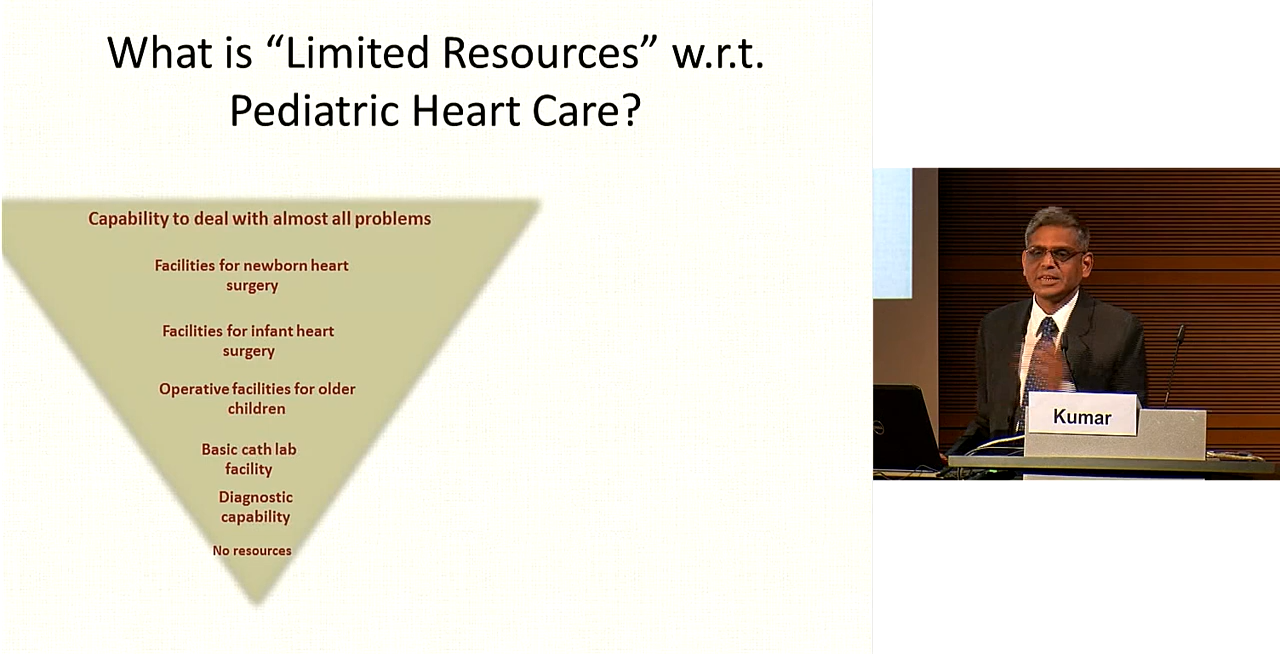 What is “Limited Resources” w.r.t.
Pediatric Heart Care?
Capability to deal with almost all problems
Facilities for newborn heart
surgery
Facilities for infant heart
surgery
Operative facilities for older
children
Basic cath lab
facility
Diagnostic
capability
No resources
Kumar